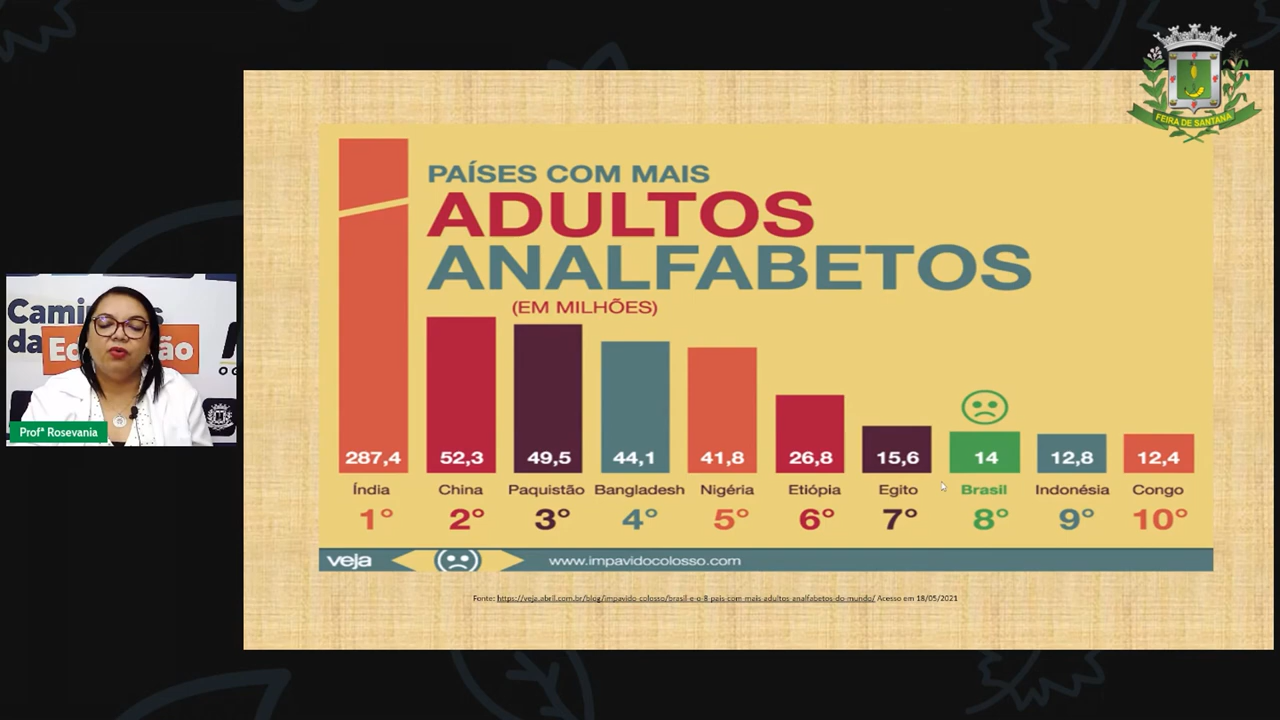 FEIRA DE SANTANA
PAÍSES COM MAIS
ADULTOS
ANALFABETOS
(EM MILHÕES)
287,4
52,3
49,5
44,1
41,8
26,8
15,6
14
12,8
12,4
Índia
China
Paquistão
Bangladesh
Nigéria
Etiópia
Egito
Brasil
Indonésia
Congo
1º
2º
3º
4º
5º
6º
7º
8º
9º
10º
veja
www.impavidocolosso.com
Fonte: https://veja.abril.com.br/blog/impavido-colosso/brasil-e-o-8-pais-com-mais-adultos-analfabetos-do-mundo/ Acesso em 18/05/2021
da
Profª Rosevania